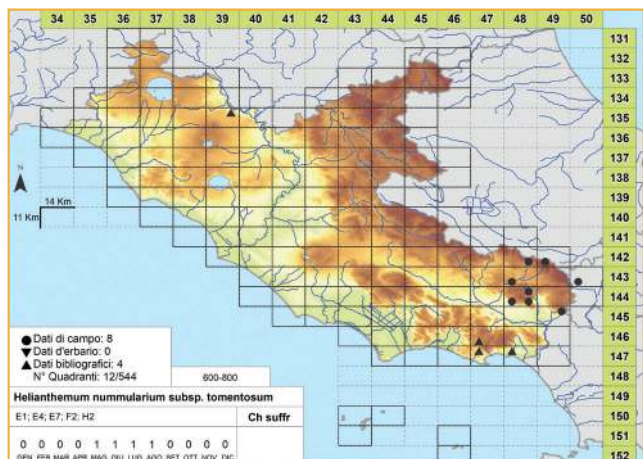 34 35 36 37 38 39 40 41 42 43 44 45 46 47 48 49 50
131
132
133
134
135
136
137
138
139
140
141
142
143
144
145
146
147
148
149
150
151
152
N
14 Km
11 Km
Dati di campo: 8
Dati d'erbario: 0
Dati bibliografici: 4
N° Quadranti: 12/544
600-800
Helianthemum nummularium subsp. tomentosum
E1; E4; E7; F2; H2
Ch suffr
0 0 0 0 1 1 1 1 0 0 0 0
GEN FEB MAR APR MAG GIU LUG AGO SET OTT NOV DIC